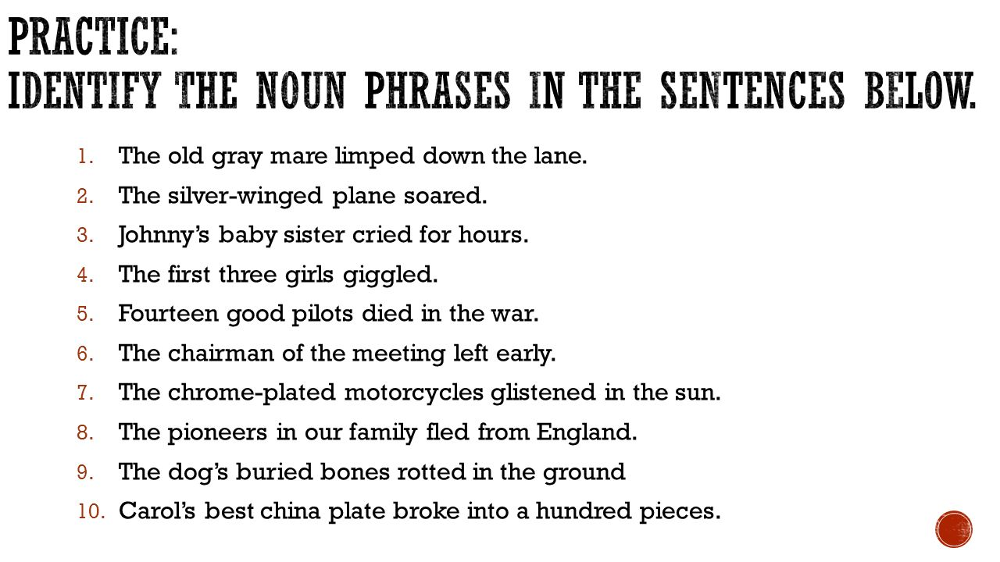 PRACTICE:
IDENTIFY THE NOUN PHRASES IN THE SENTENCES BELOW.
1. The old gray mare limped down the lane.
2. The silver-winged plane soared.
3. Johnny’s baby sister cried for hours.
4. The first three girls giggled.
5. Fourteen good pilots died in the war.
6. The chairman of the meeting left early.
7. The chrome-plated motorcycles glistened in the sun.
8. The pioneers in our family fled from England.
9. The dog’s buried bones rotted in the ground
10. Carol’s best china plate broke into a hundred pieces.